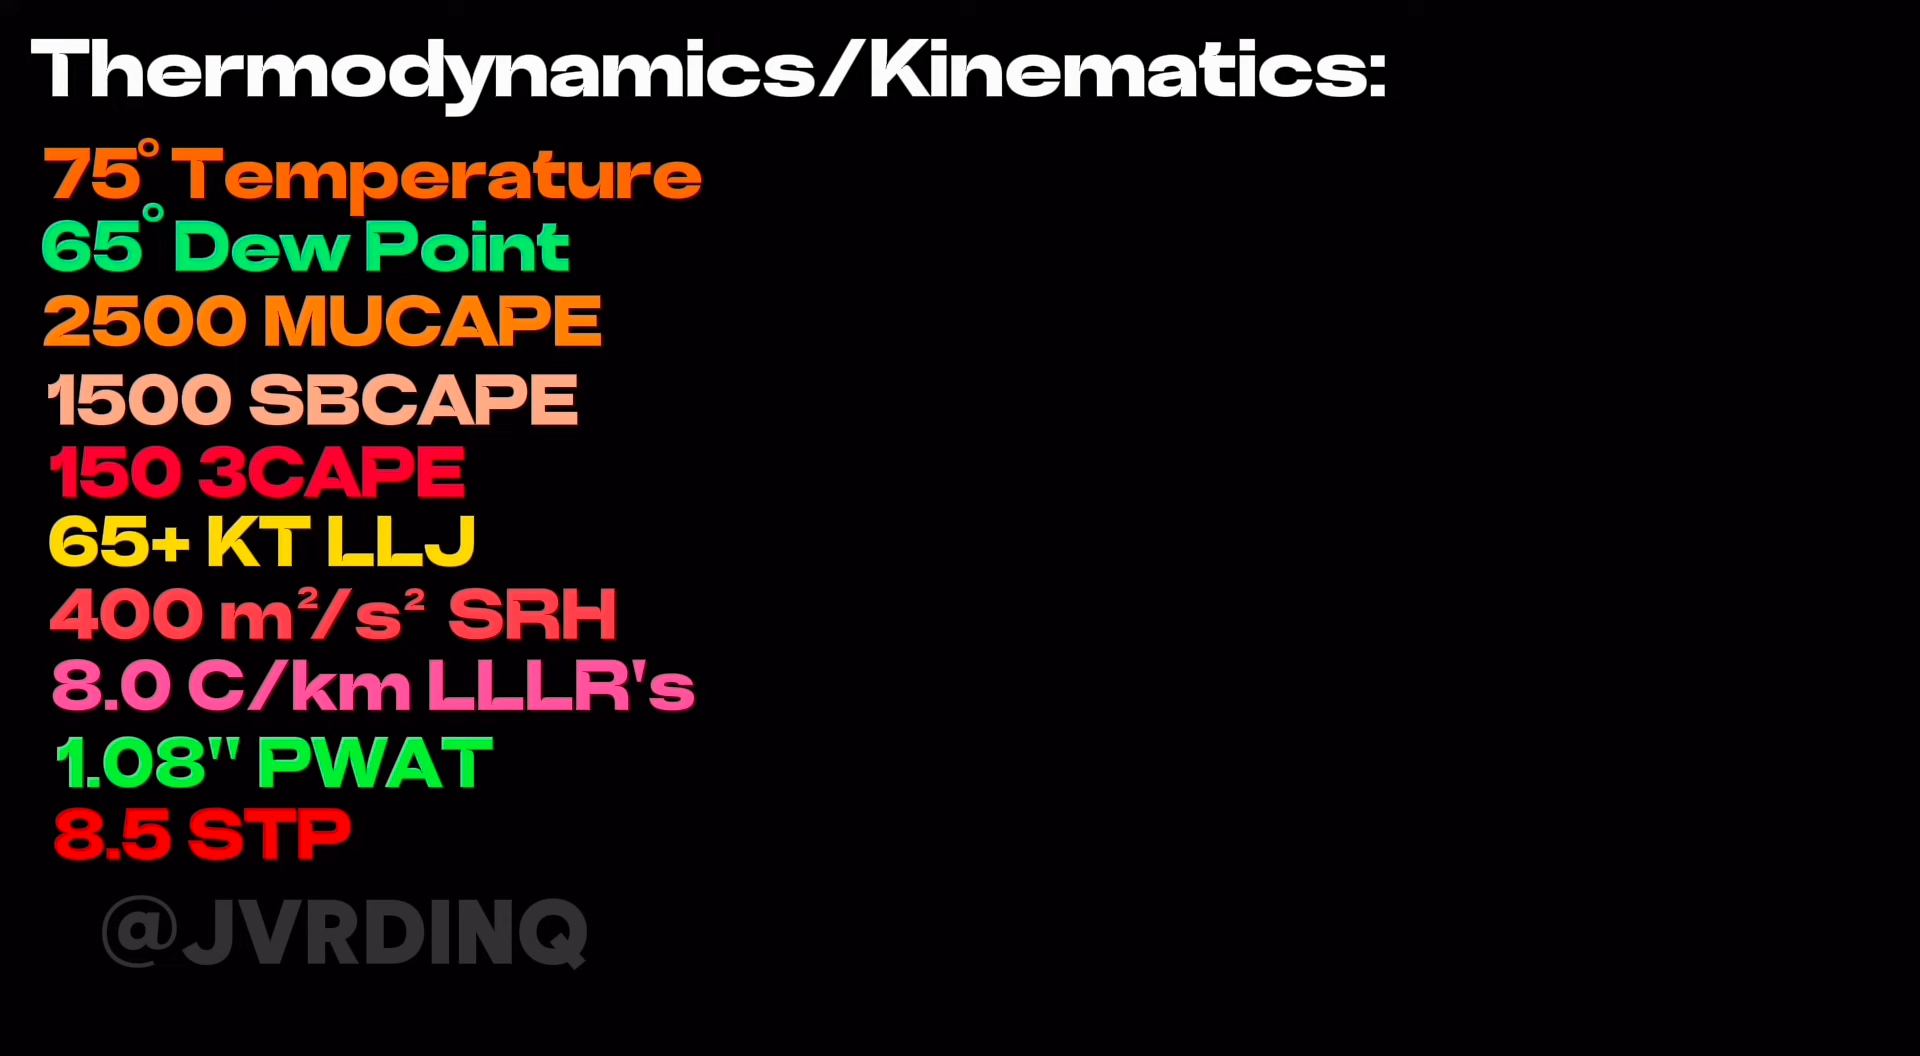 Thermodynamics/Kinematics:
75° Temperature
65° Dew Point
2500 MUCAPE
1500 SBCAPE
150 3CAPE
65+ KT LLJ
400 m²/s² SRH
8.0 C/km LLLR's
1.08" PWAT
8.5 STP
@JVRDINQ